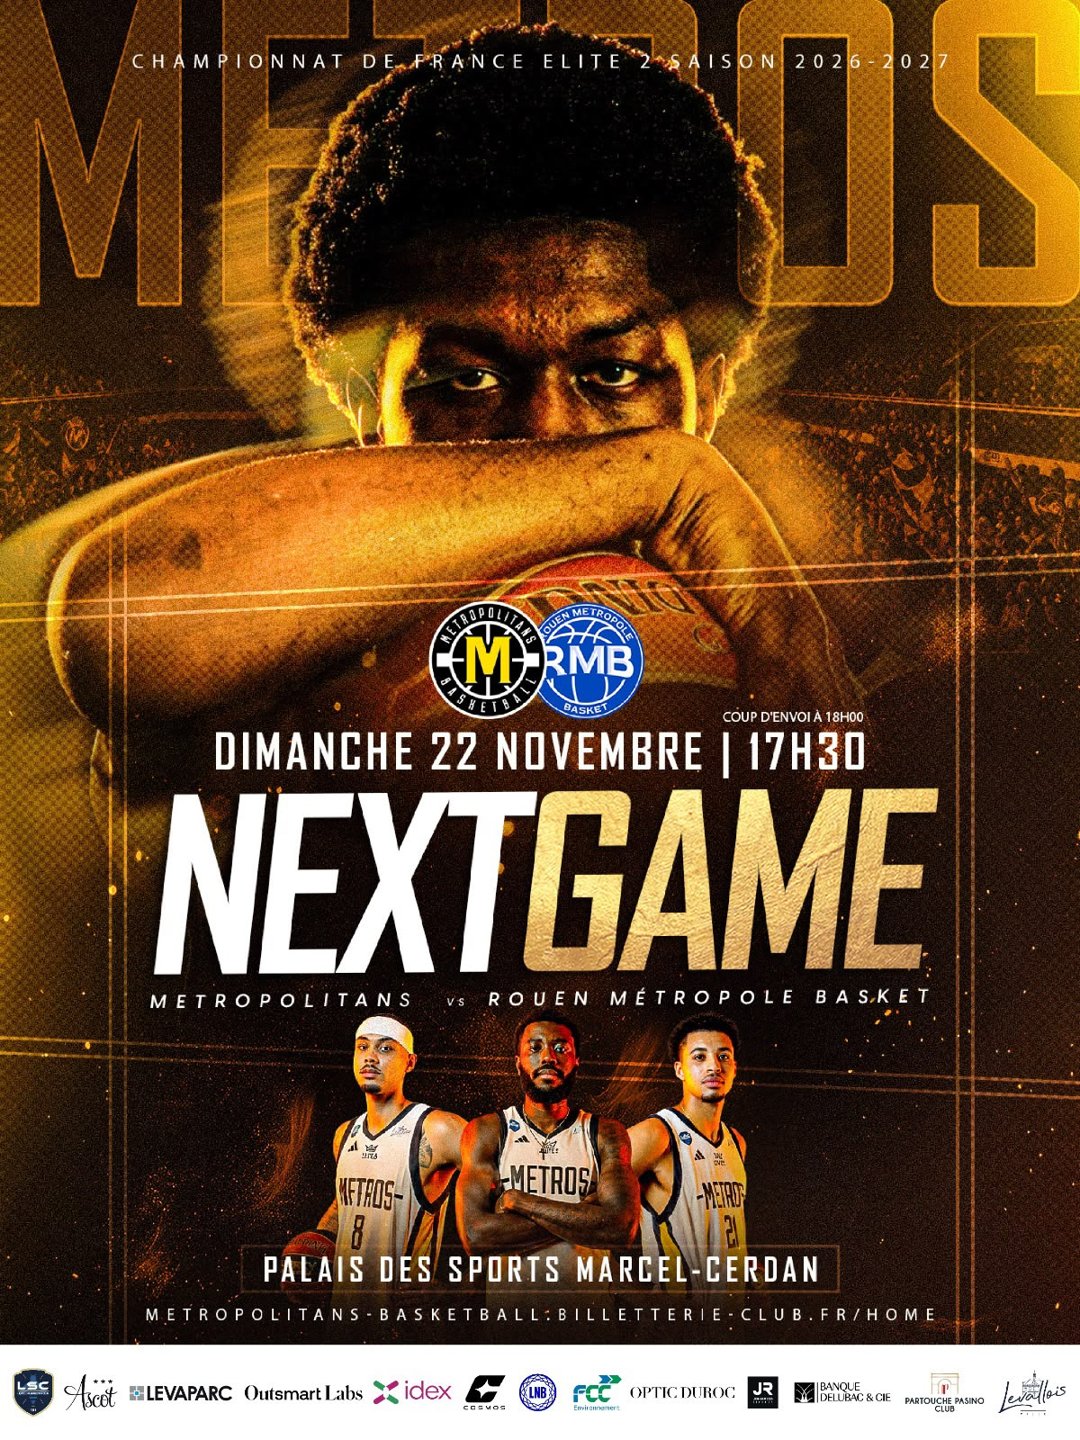 METROS
CHAMPIONNAT DE FRANCE ELITE 2 SAISON 2026-2027
METROPOLITANS
M
BASKETBALL
ROUEN METROPOLE
RMB
BASKET
COUP D'ENVOI À 18H00
DIMANCHE 22 NOVEMBRE | 17H30
NEXTGAME
METROPOLITANS VS ROUEN MÉTROPOLE BASKET
METROS
8
METROS
METROS
21
PALAIS DES SPORTS MARCEL-CERDAN
METROPOLITANS-BASKETBALL.BILLETTERIE-CLUB.FR/HOME
LSC
Ascot
LEVAPARC
Outsmart Labs
idex
COSMOS
LNB
FCC
Environnement
OPTIC DUROC
JR
BANQUE
DELUBAC & CIE
PARTOUCHE PASINO
CLUB
Levallois